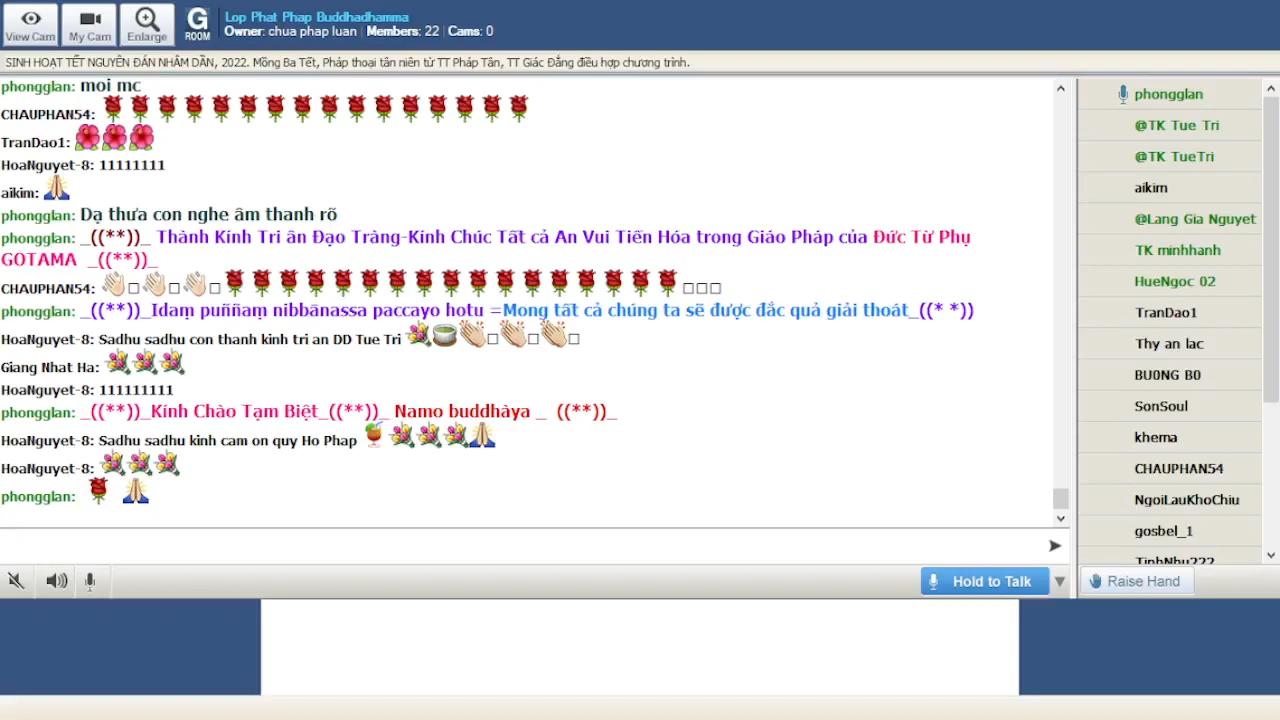 View Cam
My Cam
Enlarge
G
ROOM
Lop Phat Phap Buddhadhamma
Owner: chua phap luan | Members: 22 | Cams: 0
SINH HOẠT TẾT NGUYÊN ĐÁN NHÂM DẦN, 2022. Mồng Ba Tết, Pháp thoại tân niên từ TT Pháp Tân, TT Giác Đẳng điều hợp chương trình.
phongglan: moi mc
CHAUPHAN54:
TranDao1:
HoaNguyet-8: 11111111
aikim:
phongglan: Dạ thưa con nghe âm thanh rõ
phongglan: _((**))_ Thành Kính Tri ân Đạo Tràng-Kính Chúc Tất cả An Vui Tiến Hóa trong Giáo Pháp của Đức Từ Phụ
GOTAMA _((**))_
CHAUPHAN54:
phongglan: _((**))_Idaṃ puññaṃ nibbānassa paccayo hotu =Mong tất cả chúng ta sẽ được đắc quả giải thoát_((* *))
HoaNguyet-8: Sadhu sadhu con thanh kinh tri an DD Tue Tri
Giang Nhat Ha:
HoaNguyet-8: 111111111
phongglan: _((**))_Kính Chào Tạm Biệt_((**))_ Namo buddhàya _ ((**))_
HoaNguyet-8: Sadhu sadhu kinh cam on quy Ho Phap
HoaNguyet-8:
phongglan:
Hold to Talk
phongglan
@TK Tue Tri
@TK TueTri
aikim
@Lang Gia Nguyet
TK minhhanh
HueNgoc 02
TranDao1
Thy an lac
BU0NG B0
SonSoul
khema
CHAUPHAN54
NgoiLauKhoChiu
gosbel_1
TinhNhu222
Raise Hand